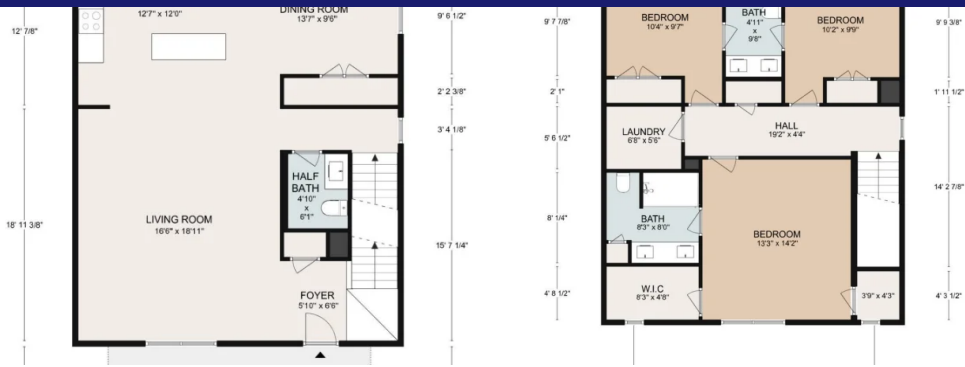 12' 7/8"
12'7" x 12'0"
DINING ROOM
13'7" x 9'6"
9' 6 1/2"
2' 2 3/8"
3' 4 1/8"
HALF
BATH
4'10"
x
6'1"
18' 11 3/8"
LIVING ROOM
16'6" x 18'11"
15' 7 1/4"
FOYER
5'10" x 6'6"
9' 7 7/8"
BEDROOM
10'4" x 9'7"
BATH
4'11"
x
9'8"
BEDROOM
10'2" x 9'9"
9' 9 3/8"
2' 1"
1' 11 1/2"
5' 6 1/2"
LAUNDRY
6'8" x 5'6"
HALL
19'2" x 4'4"
14' 2 7/8"
8' 1/4"
BATH
8'3" x 8'0"
BEDROOM
13'3" x 14'2"
4' 8 1/2"
W.I.C
8'3" x 4'8"
3'9" x 4'3"
4' 3 1/2"